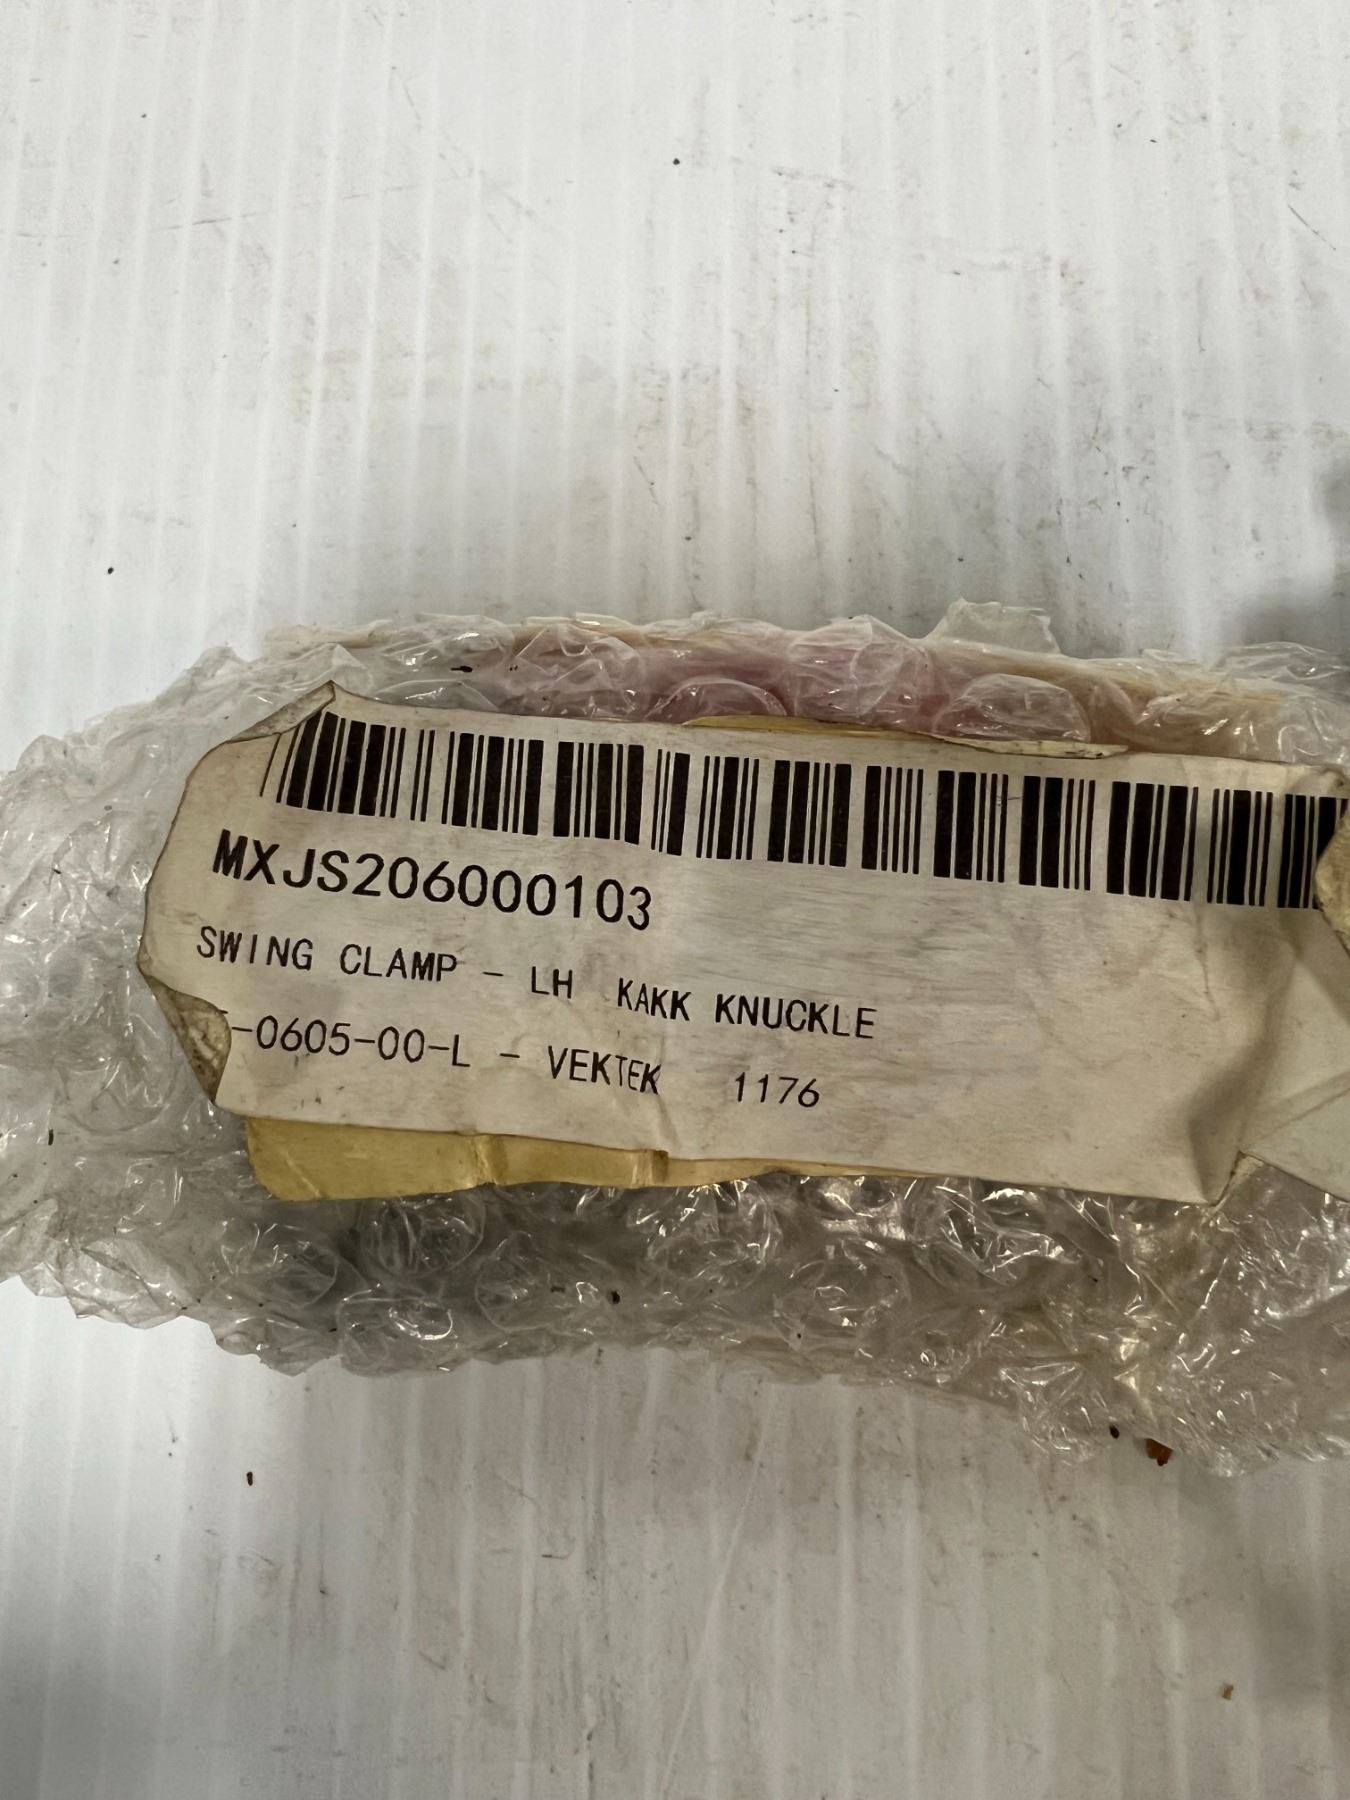 MXJS206000103
SWING CLAMP - LH KAKK KNUCKLE
-0605-00-L - VEKTEK 1176